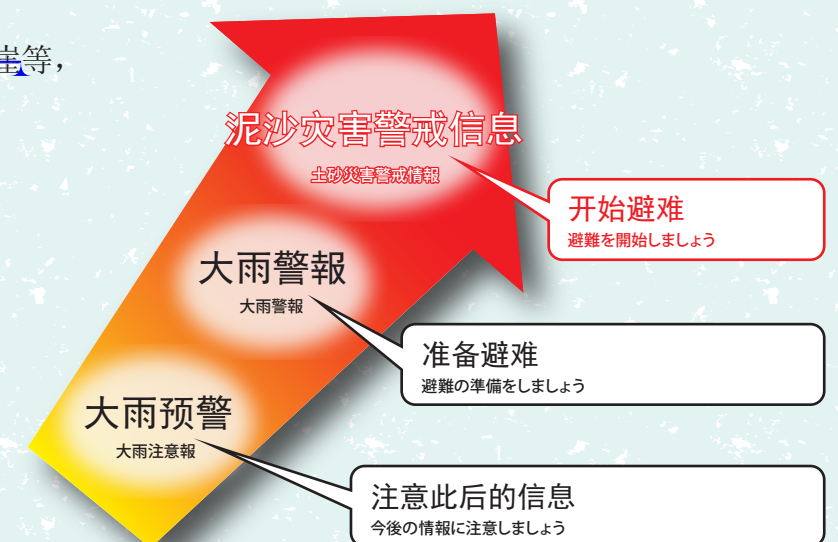 崖等，
泥沙灾害警戒信息
土砂災害警戒情報
开始避难
避難を開始しましょう
大雨警報
大雨警報
准备避难
避難の準備をしましょう
大雨预警
大雨注意報
注意此后的信息
今後の情報に注意しましょう